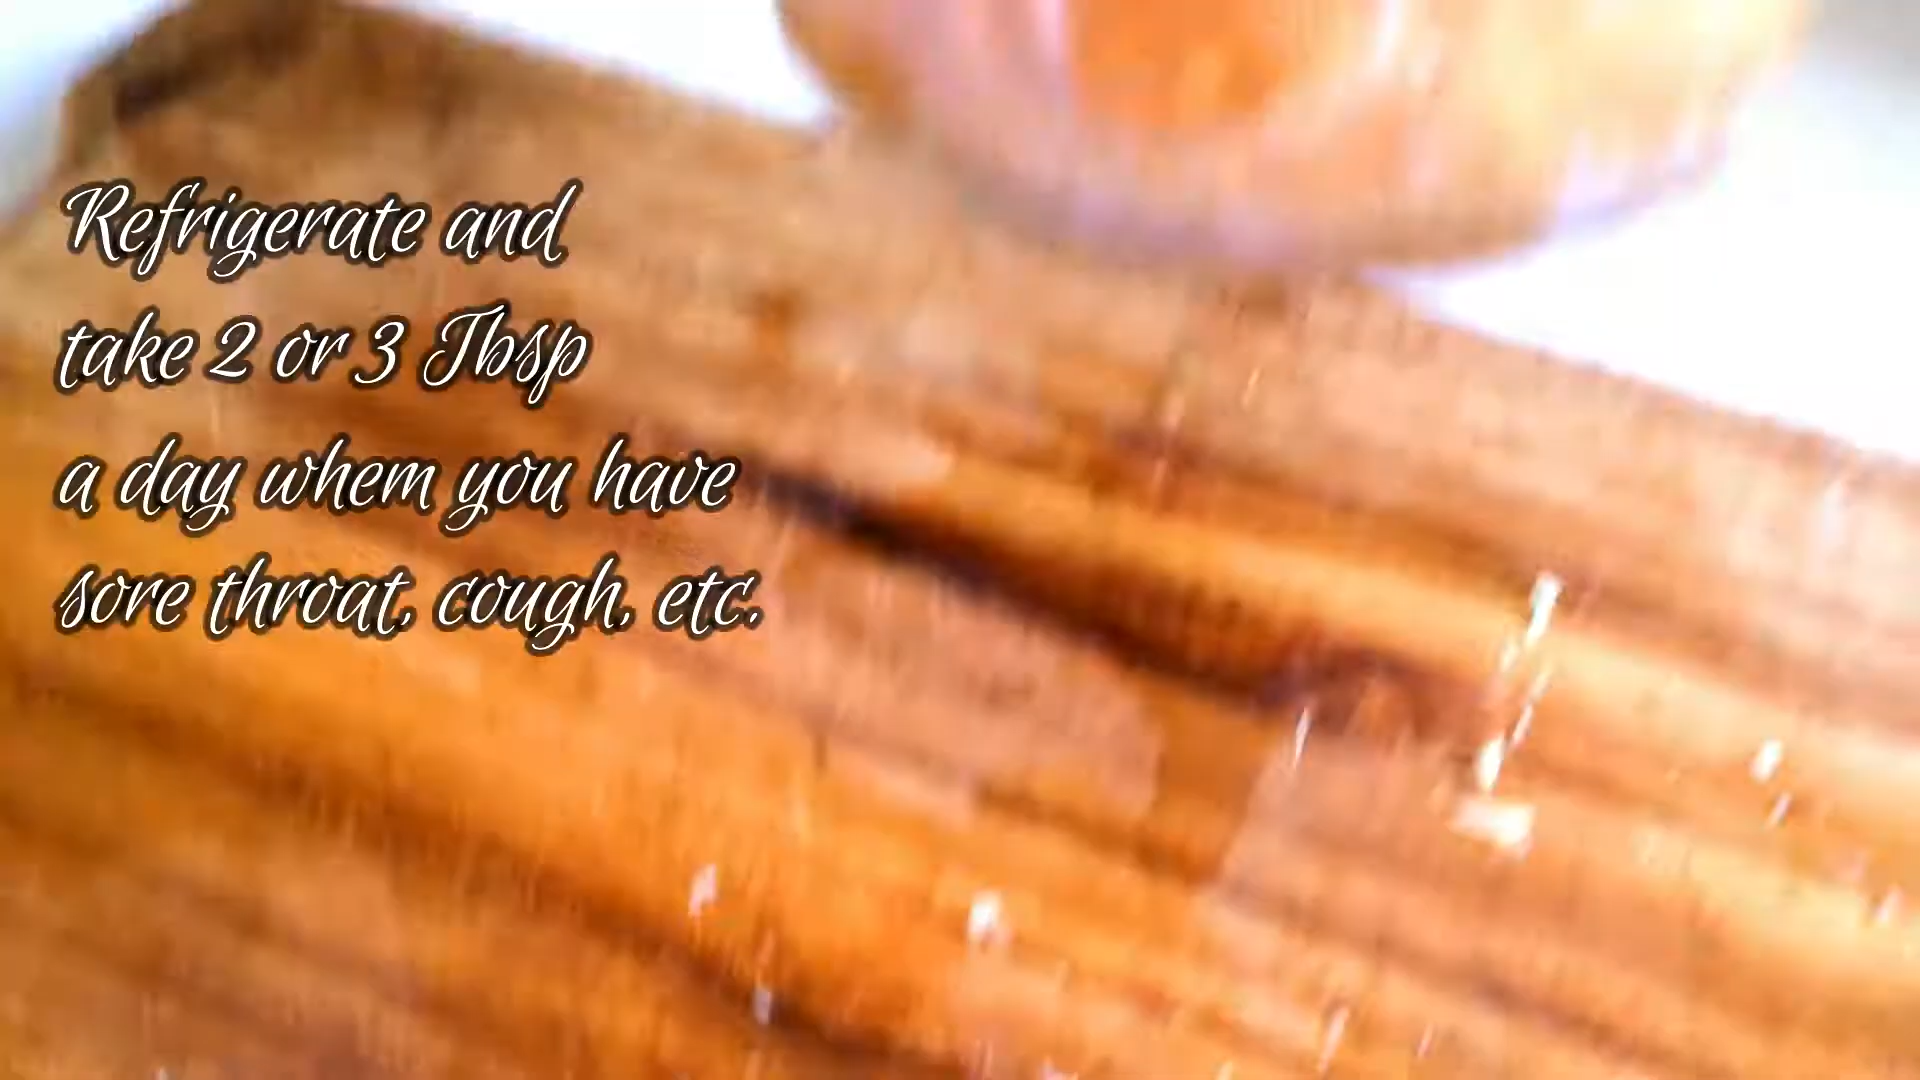 Refrigerate and
take 2 or 3 Tbsp
a day whem you have
sore throat, cough, etc.